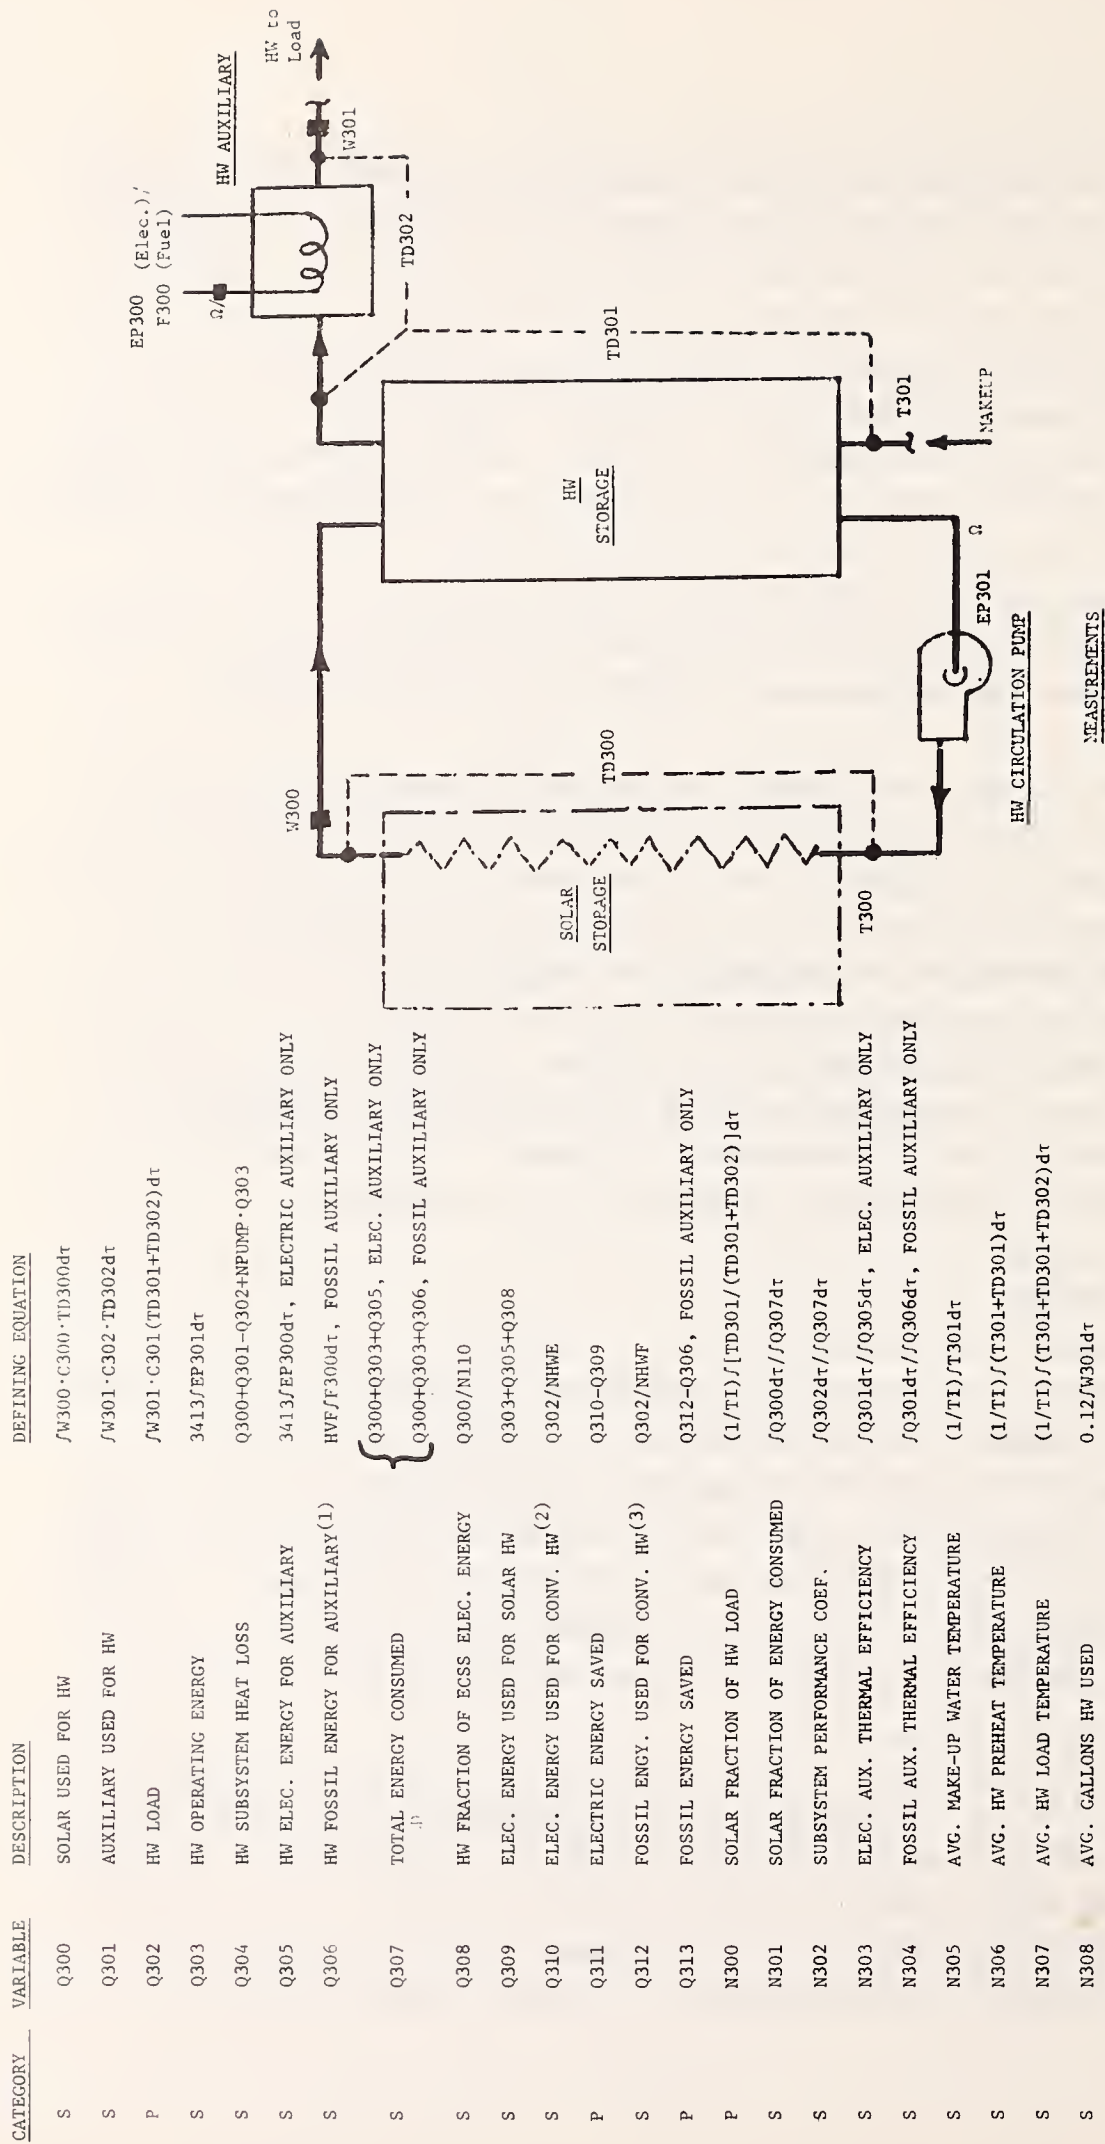 CATEGORY VARIABLE DESCRIPTION DEFINING EQUATION
S Q300 SOLAR USED FOR HW ∫W300·C300·TD300dτ
S Q301 AUXILIARY USED FOR HW ∫W301·C302·TD302dτ
P Q302 HW LOAD ∫W301·C301(TD301+TD302)dτ
S Q303 HW OPERATING ENERGY 3413∫EP301dτ
S Q304 HW SUBSYSTEM HEAT LOSS Q300+Q301-Q302+NPUMP·Q303
S Q305 HW ELEC. ENERGY FOR AUXILIARY 3413∫EP300dτ, ELECTRIC AUXILIARY ONLY
S Q306 HW FOSSIL ENERGY FOR AUXILIARY(1) HVF∫F300dτ, FOSSIL AUXILIARY ONLY
S Q307 TOTAL ENERGY CONSUMED { Q300+Q303+Q305, ELEC. AUXILIARY ONLY
Q300+Q303+Q306, FOSSIL AUXILIARY ONLY
S Q308 HW FRACTION OF ECSS ELEC. ENERGY Q300/N110
S Q309 ELEC. ENERGY USED FOR SOLAR HW Q303+Q305+Q308
S Q310 ELEC. ENERGY USED FOR CONV. HW(2) Q302/NHWE
P Q311 ELECTRIC ENERGY SAVED Q310-Q309
S Q312 FOSSIL ENGY. USED FOR CONV. HW(3) Q302/NHWF
P Q313 FOSSIL ENERGY SAVED Q312-Q306, FOSSIL AUXILIARY ONLY
P N300 SOLAR FRACTION OF HW LOAD (1/TI)∫[TD301/(TD301+TD302)]dτ
S N301 SOLAR FRACTION OF ENERGY CONSUMED ∫Q300dτ/∫Q307dτ
S N302 SUBSYSTEM PERFORMANCE COEF. ∫Q302dτ/∫Q307dτ
S N303 ELEC. AUX. THERMAL EFFICIENCY ∫Q301dτ/∫Q305dτ, ELEC. AUXILIARY ONLY
S N304 FOSSIL AUX. THERMAL EFFICIENCY ∫Q301dτ/∫Q306dτ, FOSSIL AUXILIARY ONLY
S N305 AVG. MAKE-UP WATER TEMPERATURE (1/TI)∫T301dτ
S N306 AVG. HW PREHEAT TEMPERATURE (1/TI)∫(T301+TD301)dτ
S N307 AVG. HW LOAD TEMPERATURE (1/TI)∫(T301+TD301+TD302)dτ
S N308 AVG. GALLONS HW USED 0.12∫W301dτ
EP300 (Elec.)/
F300 (Fuel)
Ω/
HW AUXILIARY
HW to
Load
W301
TD302
W300
TD301
TD300
SOLAR
STORAGE
HW
STORAGE
T300
T301
MAKEUP
Ω
EP301
HW CIRCULATION PUMP
MEASUREMENTS